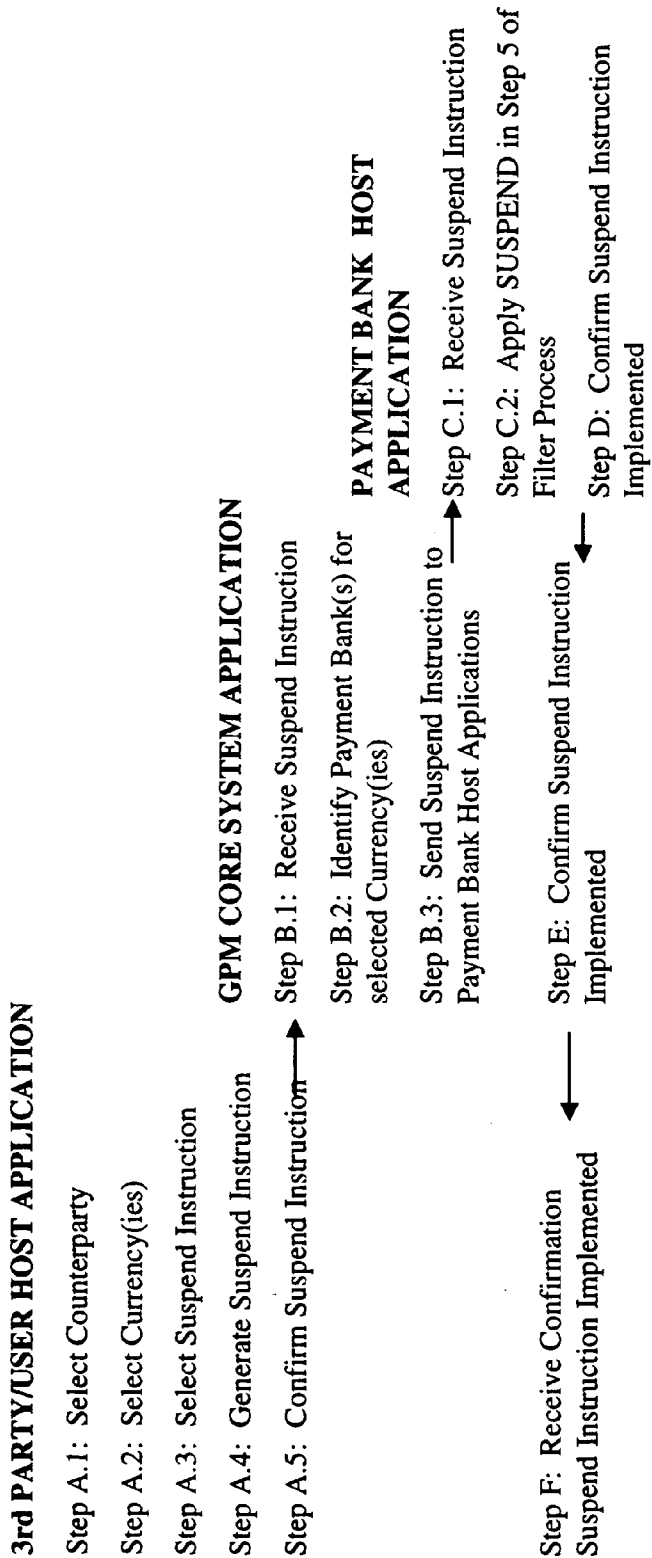 3rd PARTY/USER HOST APPLICATION
Step A.1: Select Counterparty
Step A.2: Select Currency(ies)
Step A.3: Select Suspend Instruction
Step A.4: Generate Suspend Instruction
Step A.5: Confirm Suspend Instruction
GPM CORE SYSTEM APPLICATION
Step B.1: Receive Suspend Instruction
Step B.2: Identify Payment Bank(s) for
selected Currency(ies)
Step B.3: Send Suspend Instruction to
Payment Bank Host Applications
PAYMENT BANK HOST
APPLICATION
Step C.1: Receive Suspend Instruction
Step C.2: Apply SUSPEND in Step 5 of
Filter Process
Step D: Confirm Suspend Instruction
Implemented
Step E: Confirm Suspend Instruction
Implemented
Step F: Receive Confirmation
Suspend Instruction Implemented